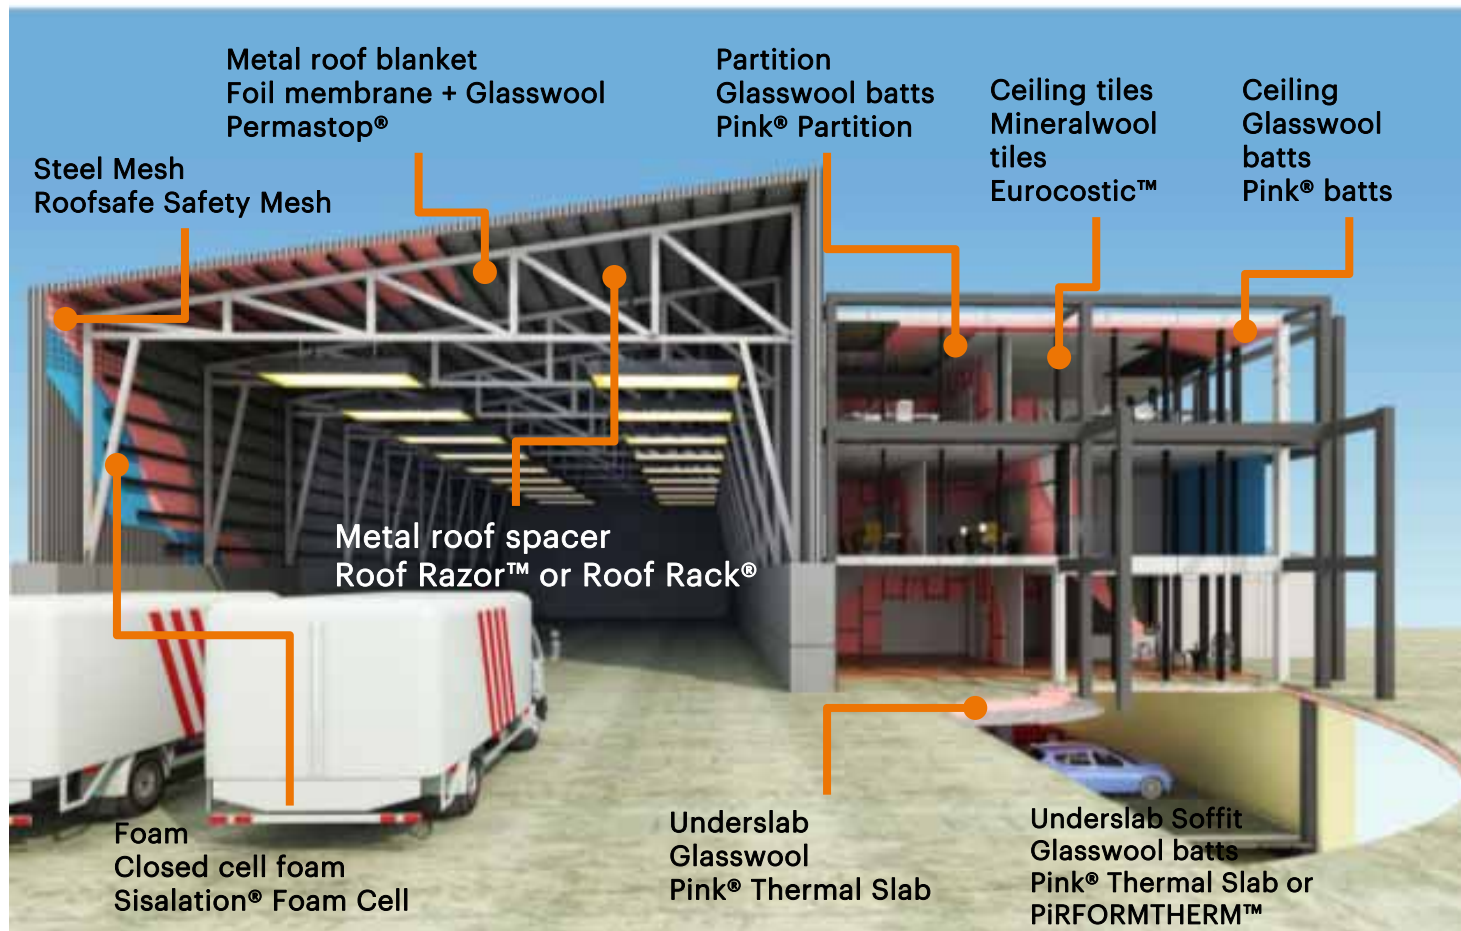 Metal roof blanket
Foil membrane + Glasswool
Permastop®
Partition
Glasswool batts
Pink® Partition
Ceiling tiles
Mineralwool
tiles
Eurocostic™
Ceiling
Glasswool
batts
Pink® batts
Steel Mesh
Roofsafe Safety Mesh
Metal roof spacer
Roof Razor™ or Roof Rack®
Foam
Closed cell foam
Sisalation® Foam Cell
Underslab
Glasswool
Pink® Thermal Slab
Underslab Soffit
Glasswool batts
Pink® Thermal Slab or
PiRFORMTHERM™